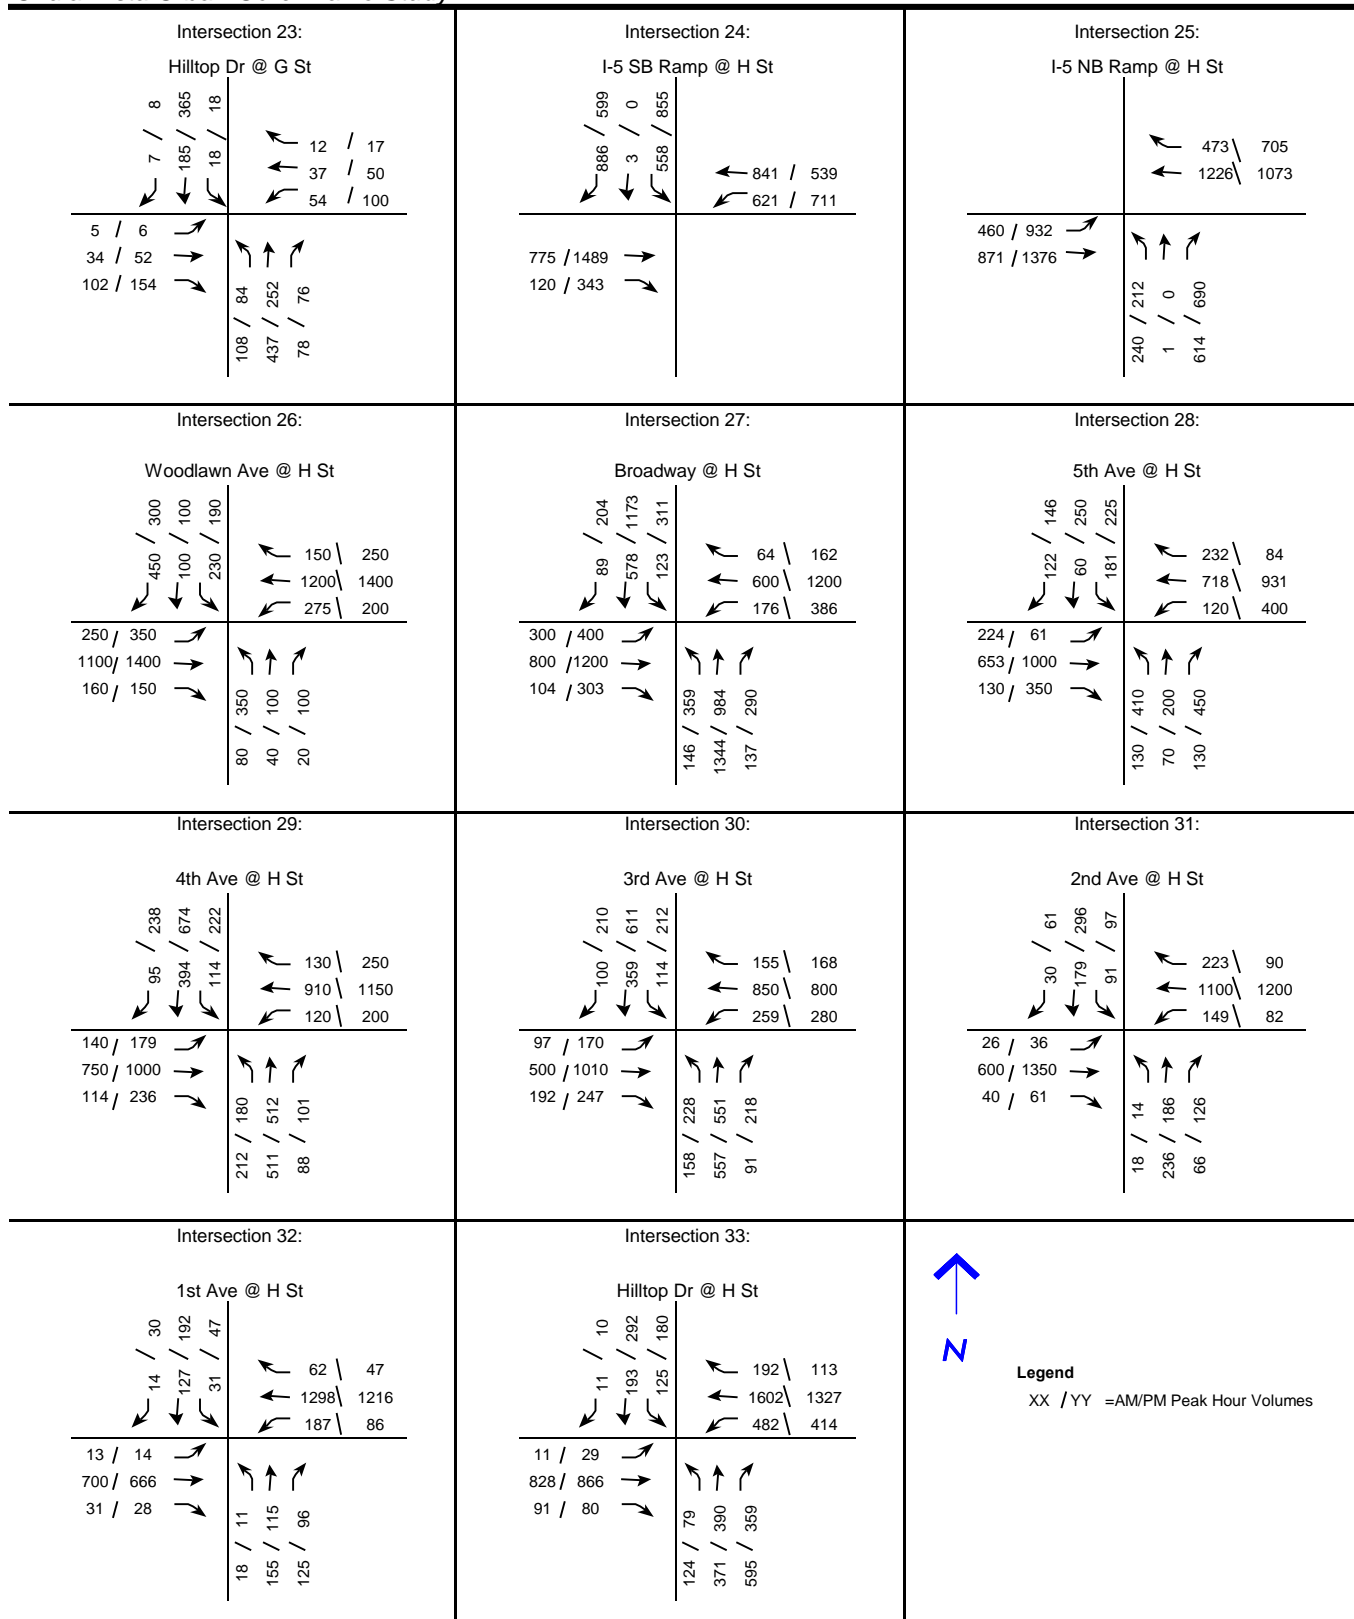 Intersection 23:
Hilltop Dr @ G St
8 365 18
/ / /
7 185 18
12 / 17
37 / 50
54 / 100
5 / 6
34 / 52
102 / 154
84 252 76
/ / /
108 437 78
Intersection 24:
I-5 SB Ramp @ H St
599 0 855
/ / /
886 3 558
841 / 539
621 / 711
775 / 1489
120 / 343
Intersection 25:
I-5 NB Ramp @ H St
473 \ 705
1226 \ 1073
460 / 932
871 / 1376
212 0 690
/ / /
240 1 614
Intersection 26:
Woodlawn Ave @ H St
300 100 190
/ / /
450 100 230
150 \ 250
1200 \ 1400
275 \ 200
250 / 350
1100 / 1400
160 / 150
350 100 100
/ / /
80 40 20
Intersection 27:
Broadway @ H St
204 1173 311
/ / /
89 578 123
64 \ 162
600 \ 1200
176 \ 386
300 / 400
800 / 1200
104 / 303
359 984 290
/ / /
146 1344 137
Intersection 28:
5th Ave @ H St
146 250 225
/ / /
122 60 181
232 \ 84
718 \ 931
120 \ 400
224 / 61
653 / 1000
130 / 350
410 200 450
/ / /
130 70 130
Intersection 29:
4th Ave @ H St
238 674 222
/ / /
95 394 114
130 \ 250
910 \ 1150
120 \ 200
140 / 179
750 / 1000
114 / 236
180 512 101
/ / /
212 511 88
Intersection 30:
3rd Ave @ H St
210 611 212
/ / /
100 359 114
155 \ 168
850 \ 800
259 \ 280
97 / 170
500 / 1010
192 / 247
228 551 218
/ / /
158 557 91
Intersection 31:
2nd Ave @ H St
61 296 97
/ / /
30 179 91
223 \ 90
1100 \ 1200
149 \ 82
26 / 36
600 / 1350
40 / 61
14 186 126
/ / /
18 236 66
Intersection 32:
1st Ave @ H St
30 192 47
/ / /
14 127 31
62 \ 47
1298 \ 1216
187 \ 86
13 / 14
700 / 666
31 / 28
11 115 96
/ / /
18 155 125
Intersection 33:
Hilltop Dr @ H St
10 292 180
/ / /
11 193 125
192 \ 113
1602 \ 1327
482 \ 414
11 / 29
828 / 866
91 / 80
79 390 359
/ / /
124 371 595
N
Legend
XX / YY =AM/PM Peak Hour Volumes